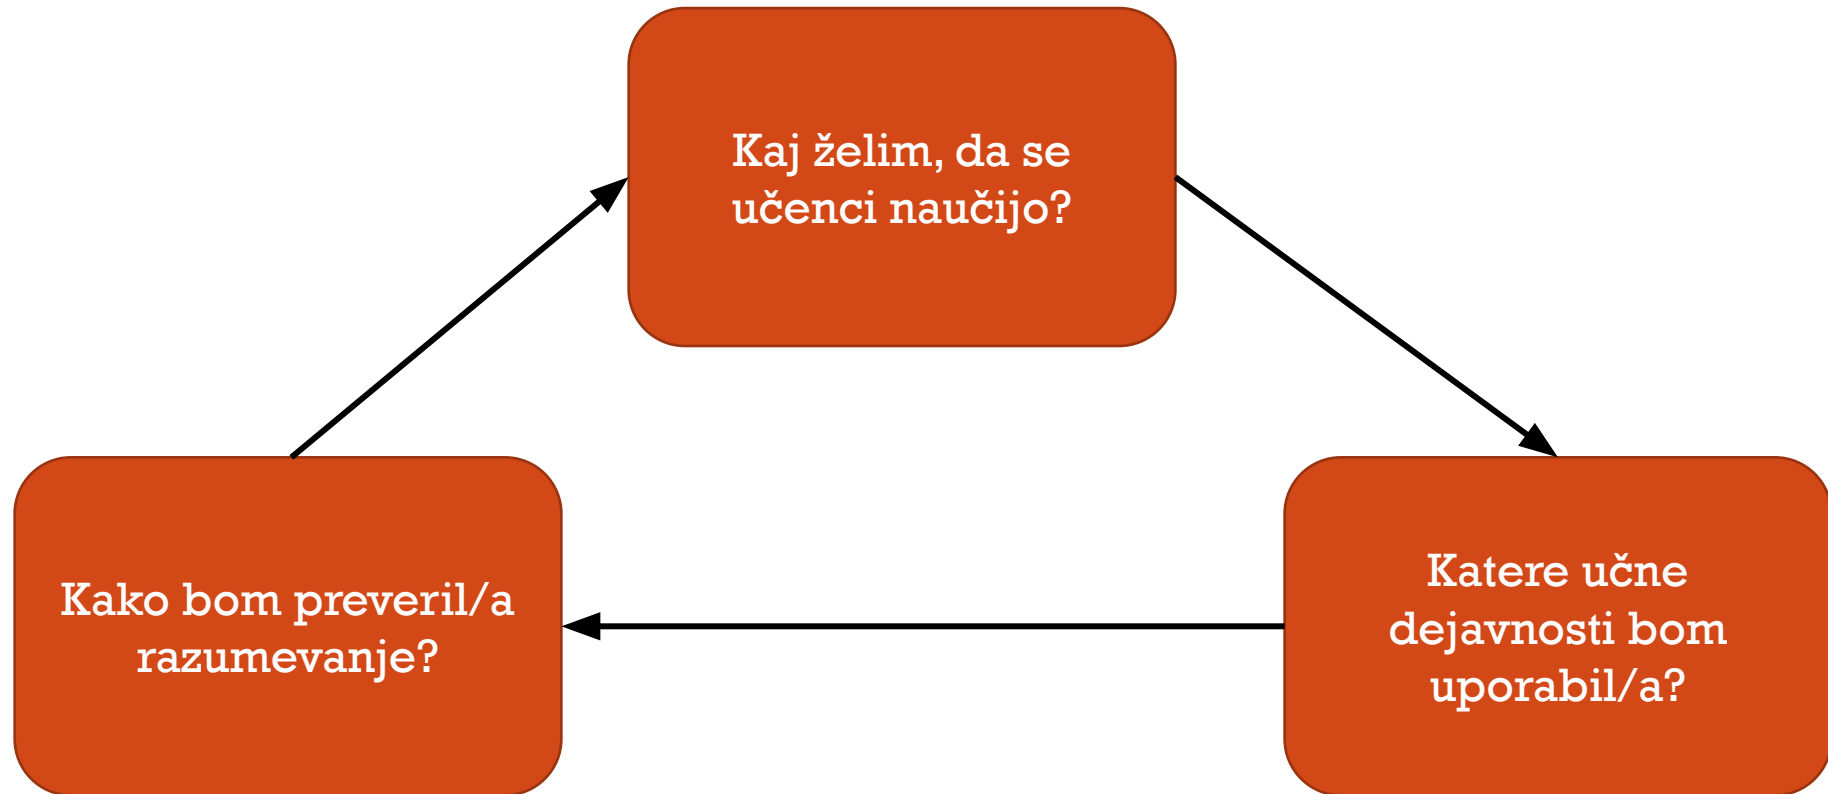 Kaj želim, da se
učenci naučijo?
Katere učne
dejavnosti bom
uporabil/a?
Kako bom preveril/a
razumevanje?